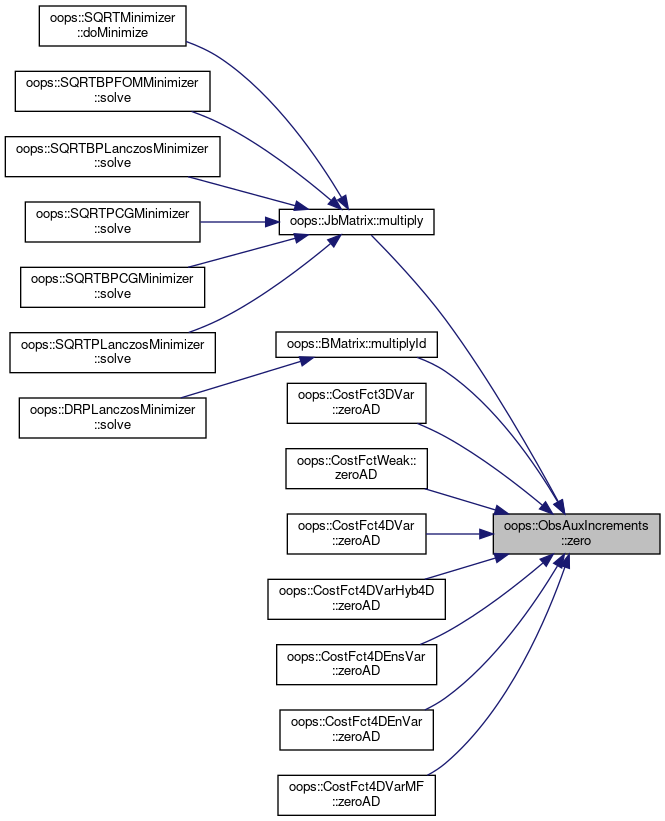 oops::SQRTMinimizer
::doMinimize
oops::SQRTBPFOMMinimizer
::solve
oops::SQRTBPLanczosMinimizer
::solve
oops::SQRTPCGMinimizer
::solve
oops::SQRTBPCGMinimizer
::solve
oops::SQRTPLanczosMinimizer
::solve
oops::DRPLanczosMinimizer
::solve
oops::JbMatrix::multiply
oops::BMatrix::multiplyId
oops::CostFct3DVar
::zeroAD
oops::CostFctWeak::
zeroAD
oops::CostFct4DVar
::zeroAD
oops::CostFct4DVarHyb4D
::zeroAD
oops::CostFct4DEnsVar
::zeroAD
oops::CostFct4DEnVar
::zeroAD
oops::CostFct4DVarMF
::zeroAD
oops::ObsAuxIncrements
::zero